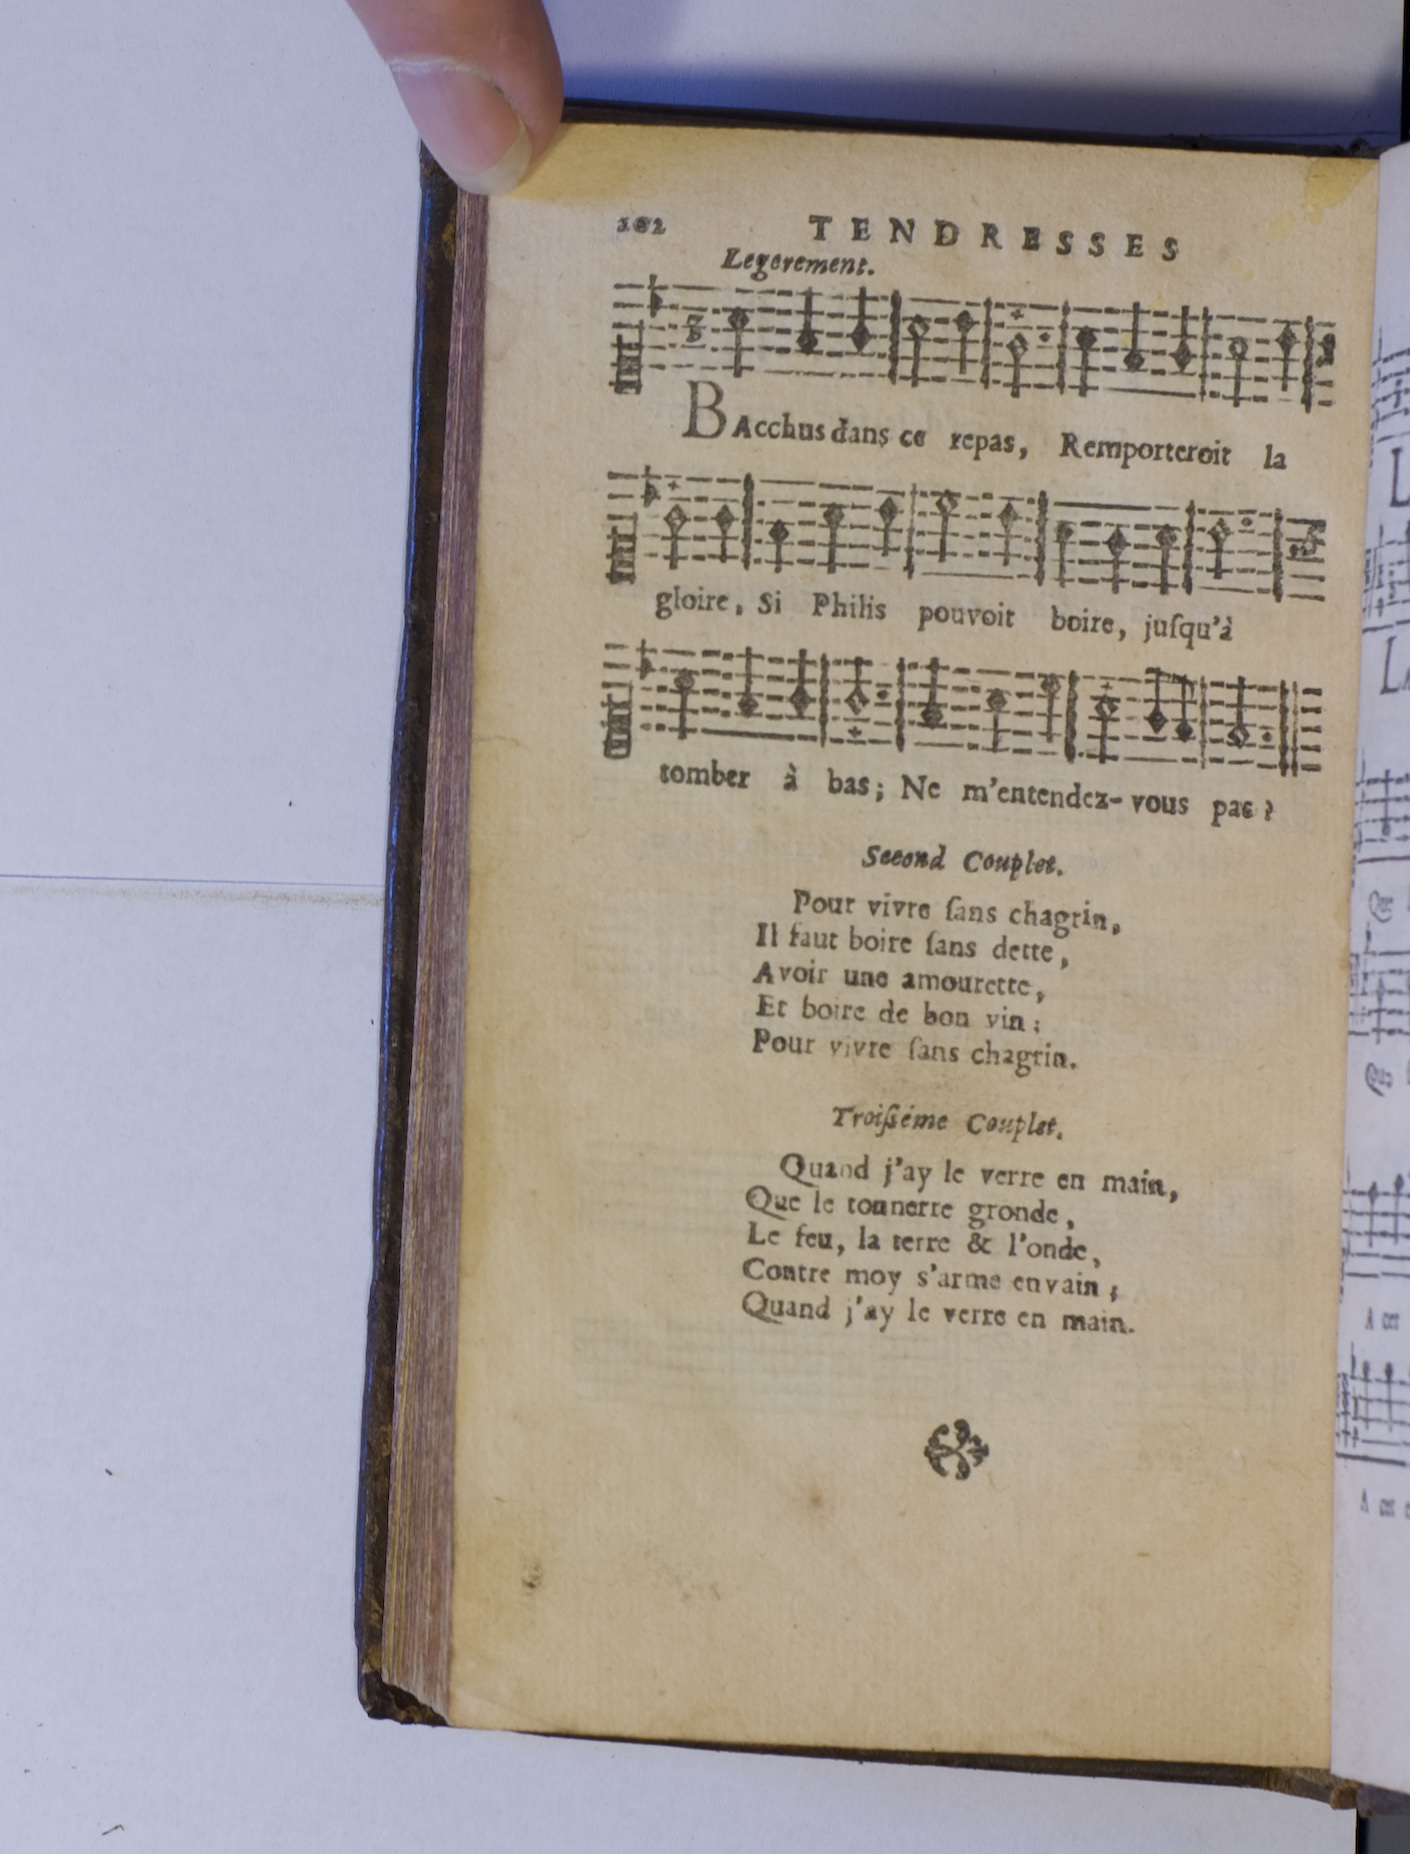 102 TENDRESSES
Legerement.
BAcchus dans ce repas, Remporteroit la
gloire, Si Philis pouvoit boire, juſqu'à
tomber à bas; Ne m'entendez-vous pas?
Second Couplet.
Pour vivre ſans chagrin,
Il faut boire ſans dette,
Avoir une amourette,
Et boire de bon vin:
Pour vivre ſans chagrin.
Troiſiéme Couplet.
Quand j'ay le verre en main,
Que le tonnerre gronde,
Le feu, la terre & l'onde,
Contre moy s'arme envain;
Quand j'ay le verre en main.